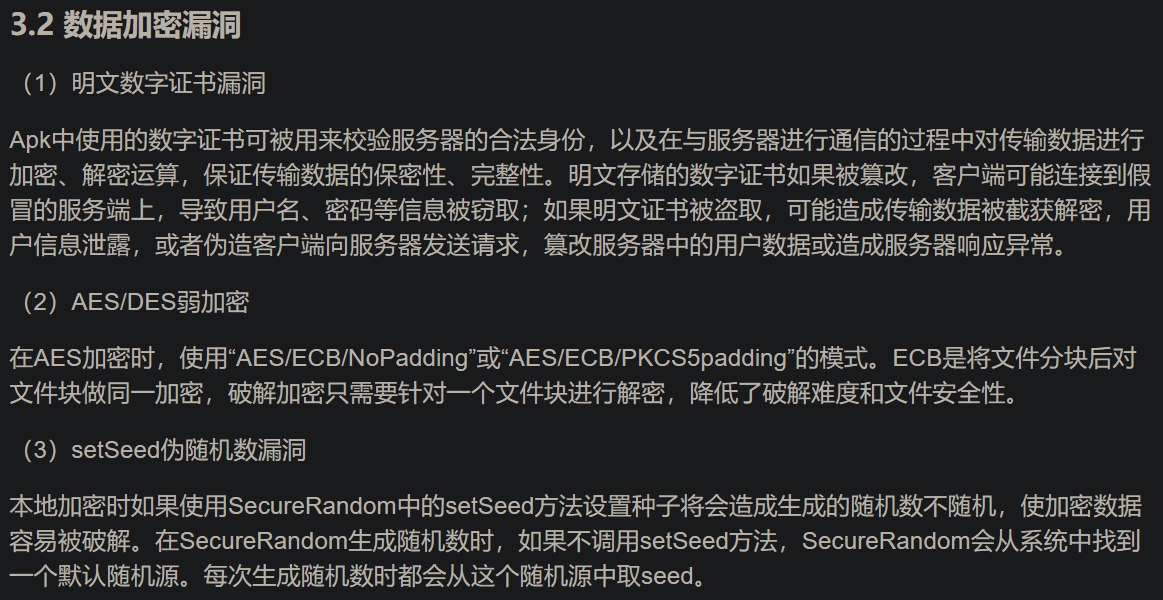 3.2 数据加密漏洞
（1）明文数字证书漏洞
Apk中使用的数字证书可被用来校验服务器的合法身份，以及在与服务器进行通信的过程中对传输数据进行
加密、解密运算，保证传输数据的保密性、完整性。明文存储的数字证书如果被篡改，客户端可能连接到假
冒的服务端上，导致用户名、密码等信息被窃取；如果明文证书被盗取，可能造成传输数据被截获解密，用
户信息泄露，或者伪造客户端向服务器发送请求，篡改服务器中的用户数据或造成服务器响应异常。
（2）AES/DES弱加密
在AES加密时，使用“AES/ECB/NoPadding”或“AES/ECB/PKCS5padding”的模式。ECB是将文件分块后对
文件块做同一加密，破解加密只需要针对一个文件块进行解密，降低了破解难度和文件安全性。
（3）setSeed伪随机数漏洞
本地加密时如果使用SecureRandom中的setSeed方法设置种子将会造成生成的随机数不随机，使加密数据
容易被破解。在SecureRandom生成随机数时，如果不调用setSeed方法，SecureRandom会从系统中找到
一个默认随机源。每次生成随机数时都会从这个随机源中取seed。